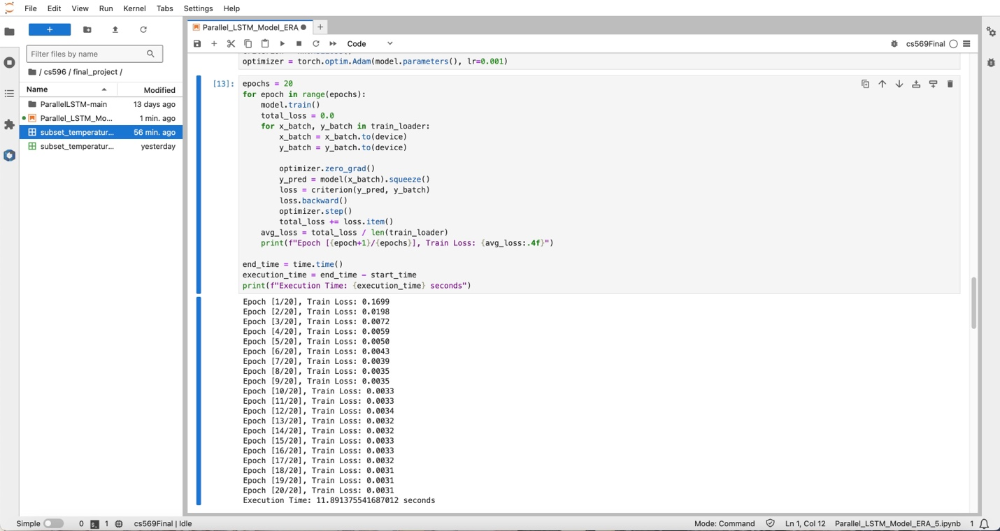 File Edit View Run Kernel Tabs Settings Help
Filter files by name
/ cs596 / final_project /
Name Modified
ParallelLSTM-main 13 days ago
Parallel_LSTM_Mo... 1 min. ago
subset_temperatur... 56 min. ago
subset_temperatur... yesterday
Parallel_LSTM_Model_ERA
Code
cs569Final
optimizer = torch.optim.Adam(model.parameters(), lr=0.001)
[13]:
epochs = 20
for epoch in range(epochs):
    model.train()
    total_loss = 0.0
    for x_batch, y_batch in train_loader:
        x_batch = x_batch.to(device)
        y_batch = y_batch.to(device)

        optimizer.zero_grad()
        y_pred = model(x_batch).squeeze()
        loss = criterion(y_pred, y_batch)
        loss.backward()
        optimizer.step()
        total_loss += loss.item()
    avg_loss = total_loss / len(train_loader)
    print(f"Epoch [{epoch+1}/{epochs}], Train Loss: {avg_loss:.4f}")

end_time = time.time()
execution_time = end_time - start_time
print(f"Execution Time: {execution_time} seconds")
Epoch [1/20], Train Loss: 0.1699
Epoch [2/20], Train Loss: 0.0198
Epoch [3/20], Train Loss: 0.0072
Epoch [4/20], Train Loss: 0.0059
Epoch [5/20], Train Loss: 0.0050
Epoch [6/20], Train Loss: 0.0043
Epoch [7/20], Train Loss: 0.0039
Epoch [8/20], Train Loss: 0.0035
Epoch [9/20], Train Loss: 0.0035
Epoch [10/20], Train Loss: 0.0033
Epoch [11/20], Train Loss: 0.0033
Epoch [12/20], Train Loss: 0.0034
Epoch [13/20], Train Loss: 0.0032
Epoch [14/20], Train Loss: 0.0032
Epoch [15/20], Train Loss: 0.0033
Epoch [16/20], Train Loss: 0.0033
Epoch [17/20], Train Loss: 0.0032
Epoch [18/20], Train Loss: 0.0031
Epoch [19/20], Train Loss: 0.0031
Epoch [20/20], Train Loss: 0.0031
Execution Time: 11.891375541687012 seconds
Simple 0 1 cs569Final | Idle Mode: Command Ln 1, Col 12 Parallel_LSTM_Model_ERA_5.ipynb 1